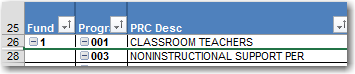 25 Fund Progr PRC Desc
26 1 001 CLASSROOM TEACHERS
28 003 NONINSTRUCTIONAL SUPPORT PER